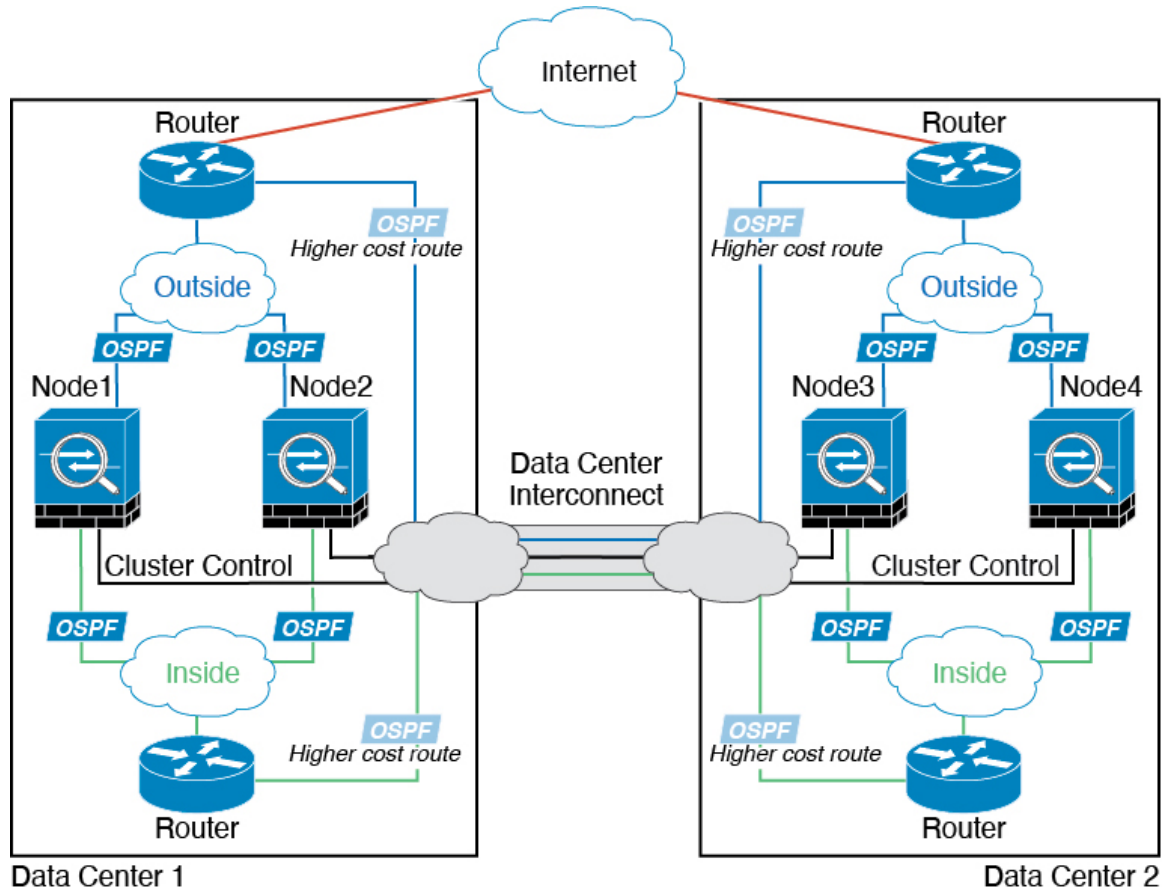 Internet
Router
Router
OSPF
Higher cost route
OSPF
Higher cost route
Outside
Outside
OSPF
OSPF
OSPF
OSPF
Node1
Node2
Node3
Node4
Data Center
Interconnect
Cluster Control
Cluster Control
OSPF
OSPF
OSPF
OSPF
Inside
Inside
OSPF
Higher cost route
OSPF
Higher cost route
Router
Router
Data Center 1
Data Center 2